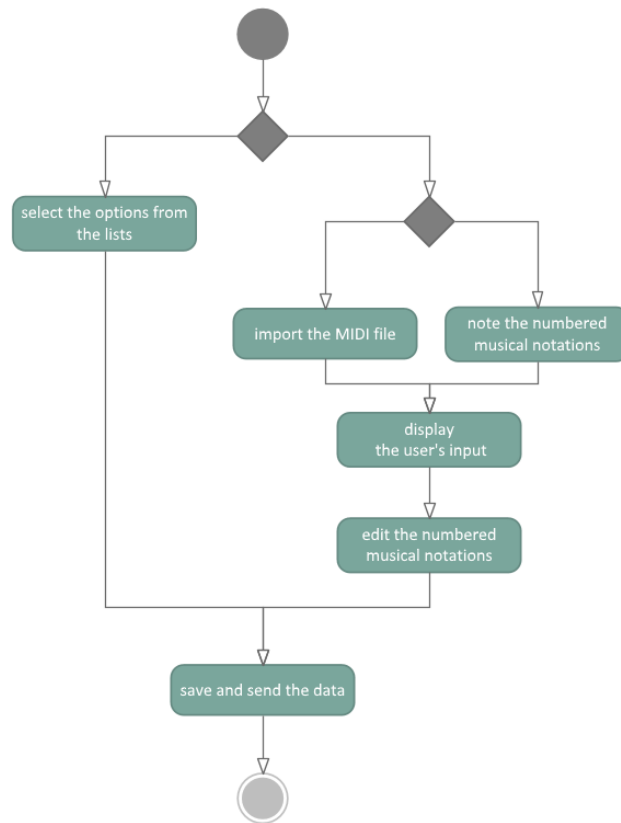 select the options from
the lists
import the MIDI file
note the numbered
musical notations
display
the user's input
edit the numbered
musical notations
save and send the data